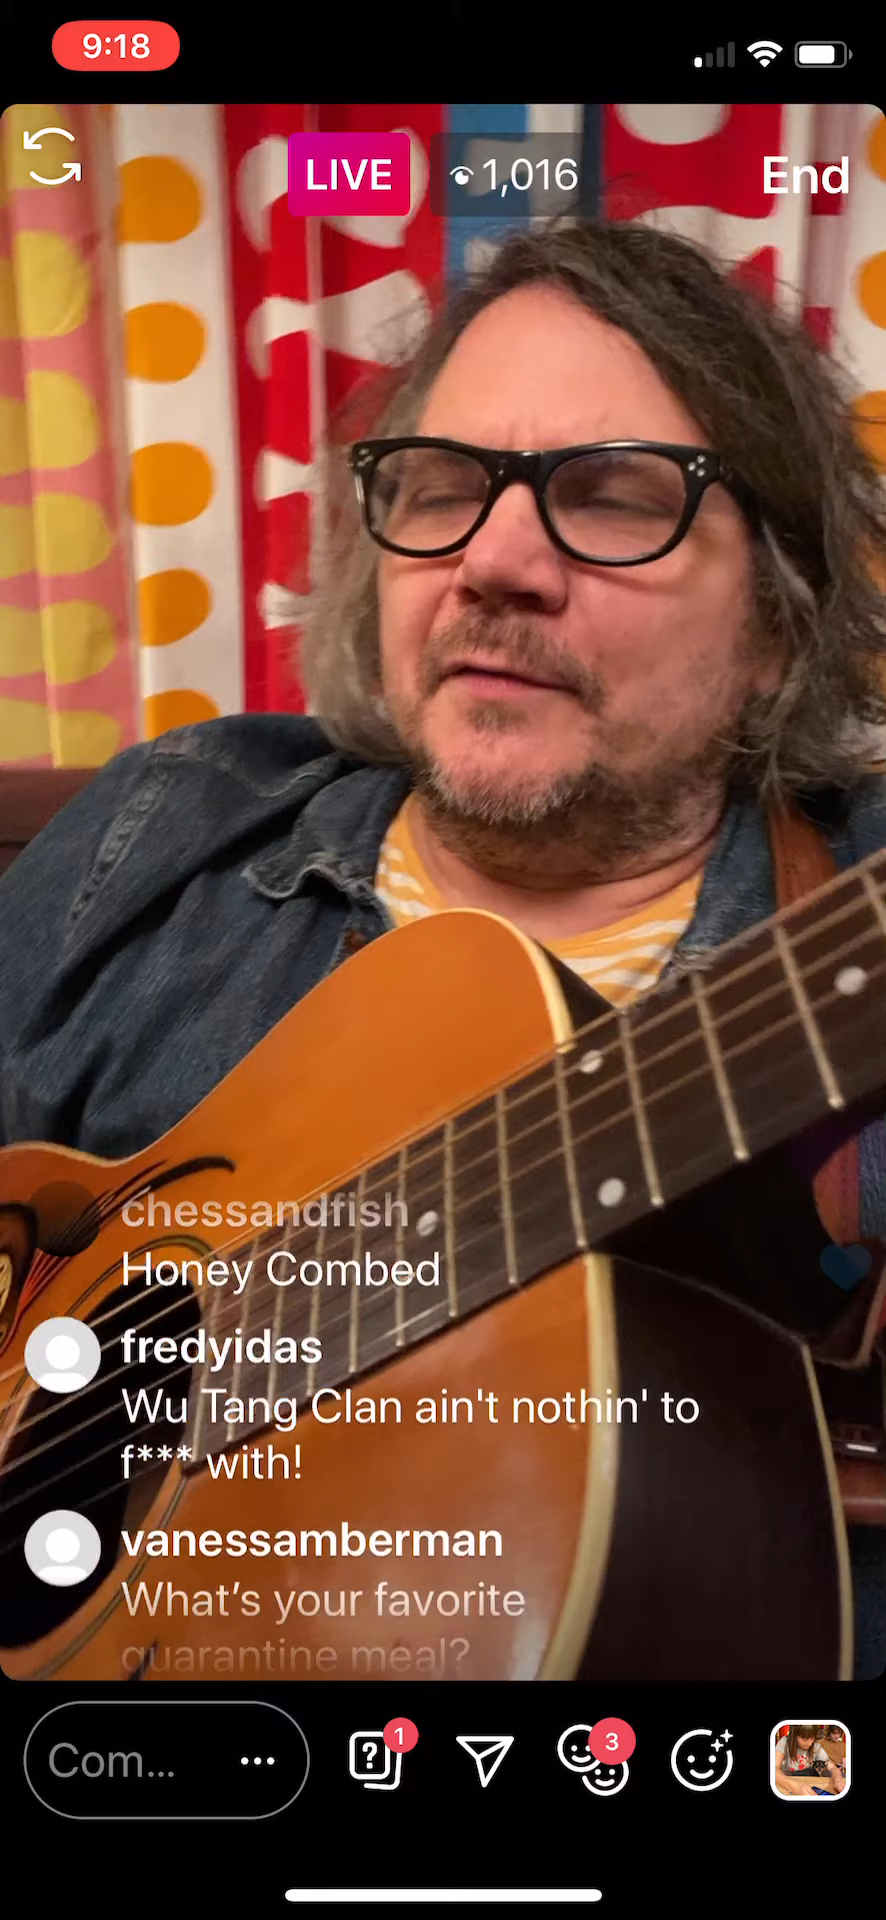 9:18
LIVE
1,016
End
chessandfish
Honey Combed
fredyidas
Wu Tang Clan ain't nothin' to
f*** with!
vanessamberman
What's your favorite
quarantine meal?
Com...
1
3